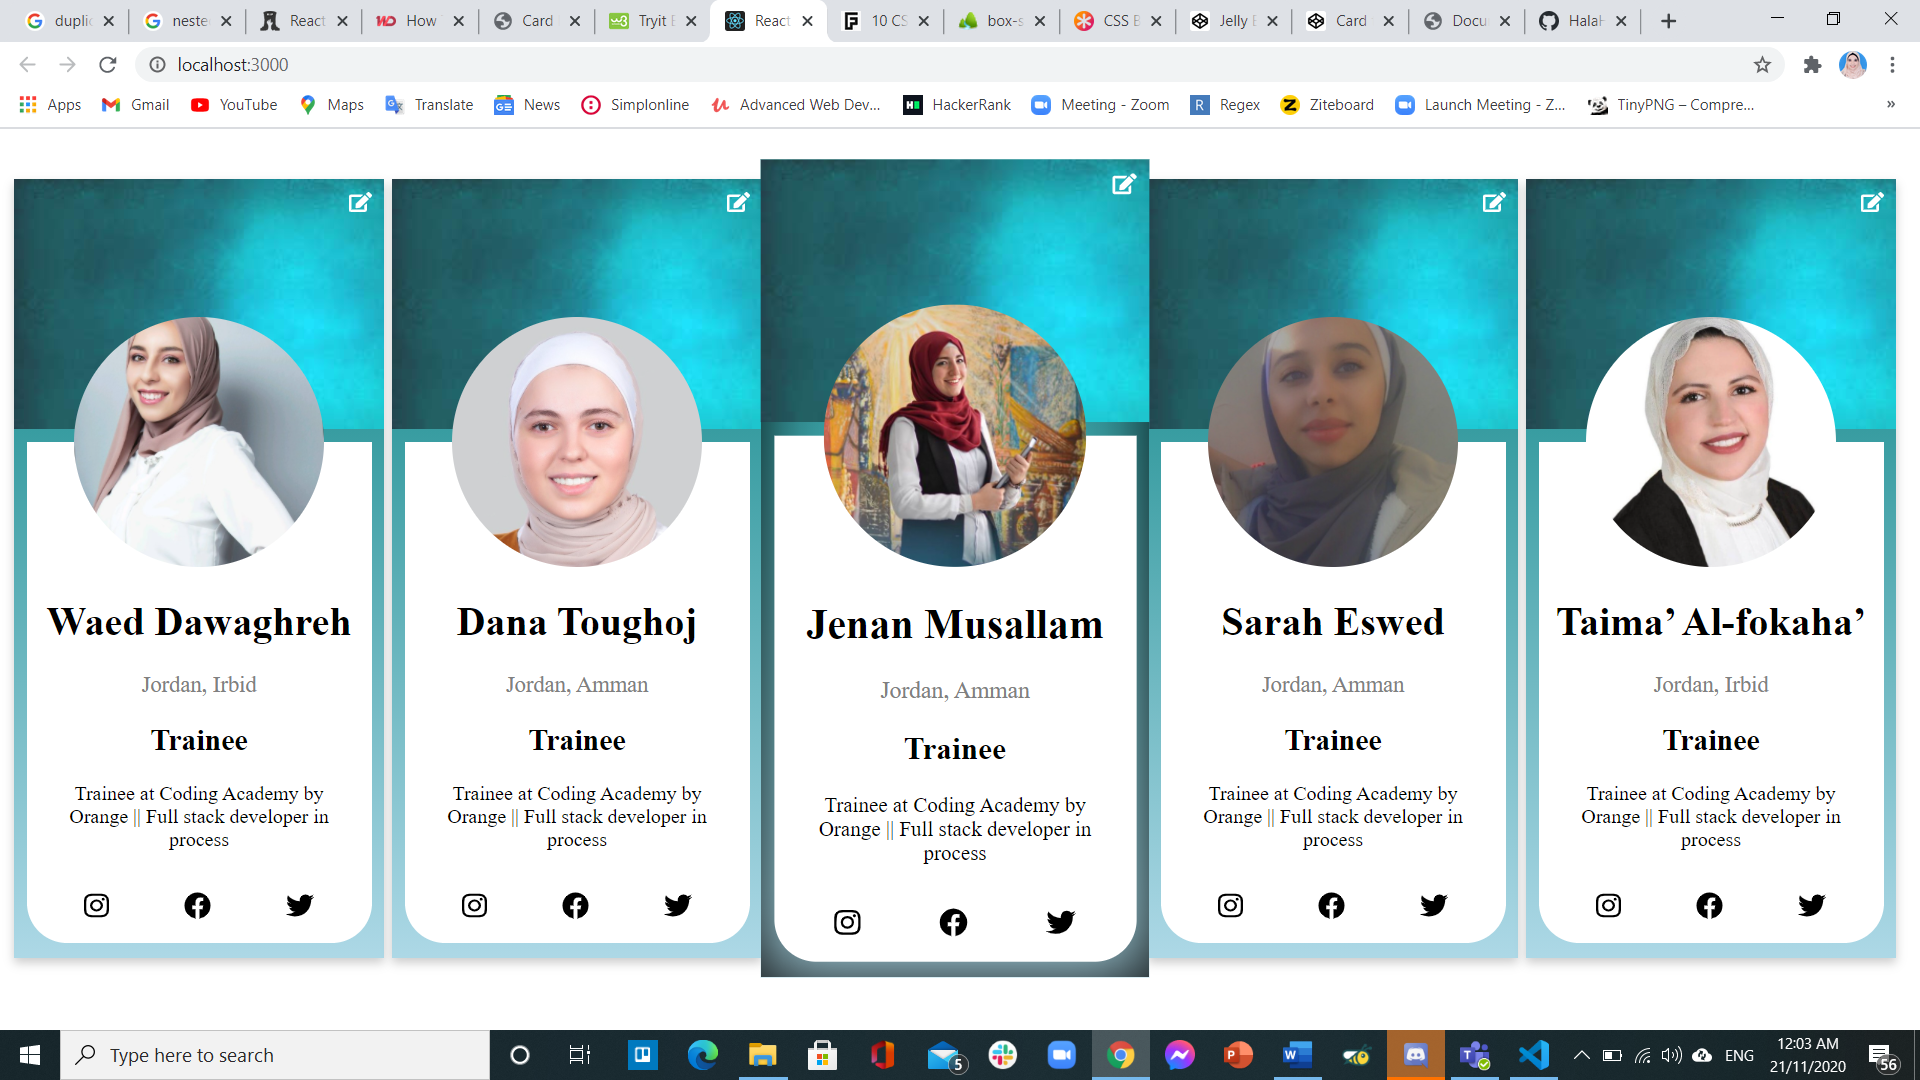 duplic
nested
React
How T
Card
Tryit E
React
10 CS
box-s
CSS B
Jelly B
Card
Docu
HalaH
localhost:3000
Apps
Gmail
YouTube
Maps
Translate
News
Simplonline
Advanced Web Dev...
HackerRank
Meeting - Zoom
Regex
Ziteboard
Launch Meeting - Z...
TinyPNG – Compre...
»
Waed Dawaghreh
Jordan, Irbid
Trainee
Trainee at Coding Academy by
Orange || Full stack developer in
process
Dana Toughoj
Jordan, Amman
Trainee
Trainee at Coding Academy by
Orange || Full stack developer in
process
Jenan Musallam
Jordan, Amman
Trainee
Trainee at Coding Academy by
Orange || Full stack developer in
process
Sarah Eswed
Jordan, Amman
Trainee
Trainee at Coding Academy by
Orange || Full stack developer in
process
Taima’ Al-fokaha’
Jordan, Irbid
Trainee
Trainee at Coding Academy by
Orange || Full stack developer in
process
Type here to search
5
ENG
12:03 AM
21/11/2020
56